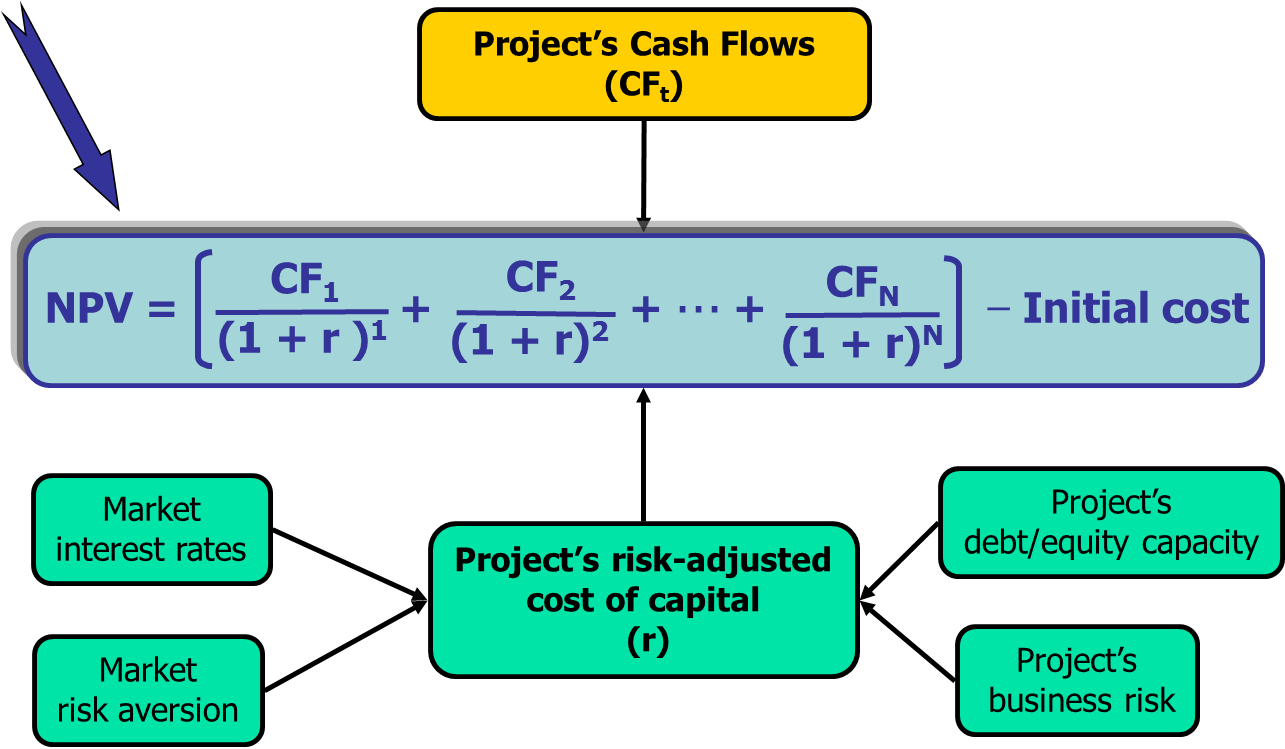 Project’s Cash Flows
(CFₜ)
NPV = [ CF₁ / (1 + r )¹ + CF₂ / (1 + r)² + ⋯ + CF_N / (1 + r)^N ] – Initial cost
Market
interest rates
Project’s
debt/equity capacity
Project’s risk-adjusted
cost of capital
(r)
Market
risk aversion
Project’s
business risk